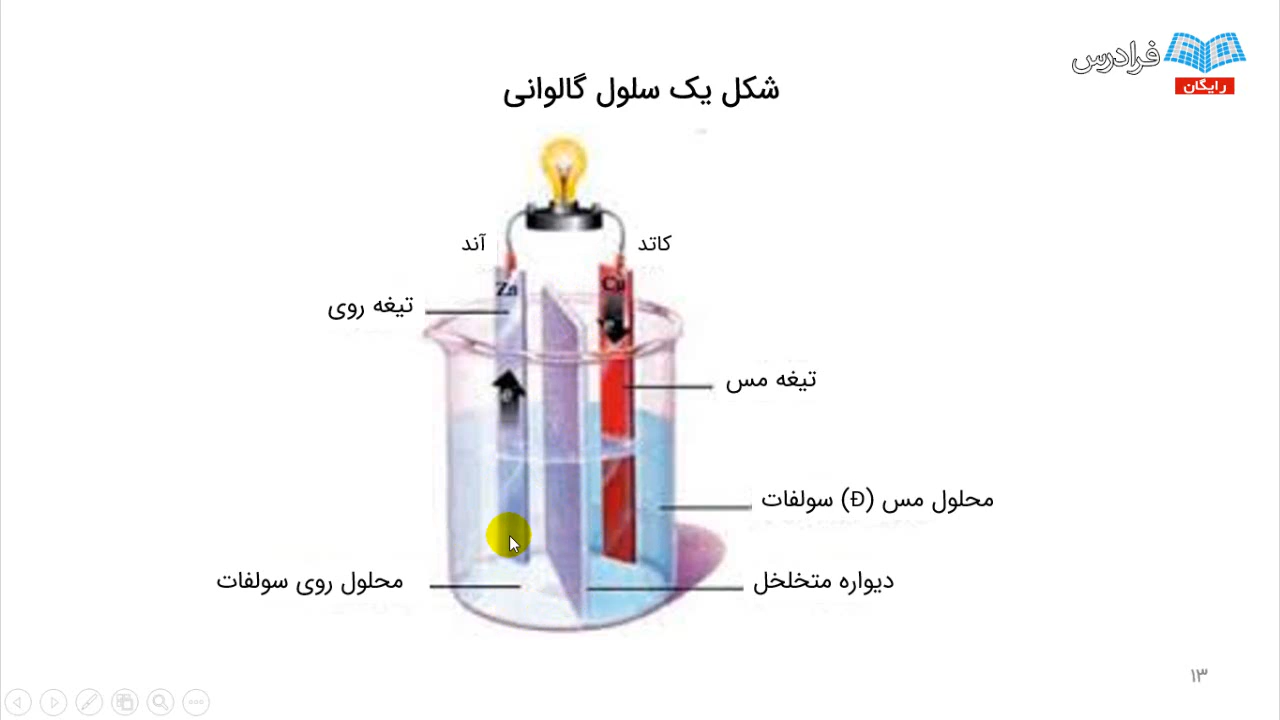 فرادرس
رایگان
شکل یک سلول گالوانی
آند
کاتد
Zn
Cu
تیغه روی
e⁻
e⁻
تیغه مس
محلول مس (Đ) سولفات
محلول روی سولفات
دیواره متخلخل
۱۳